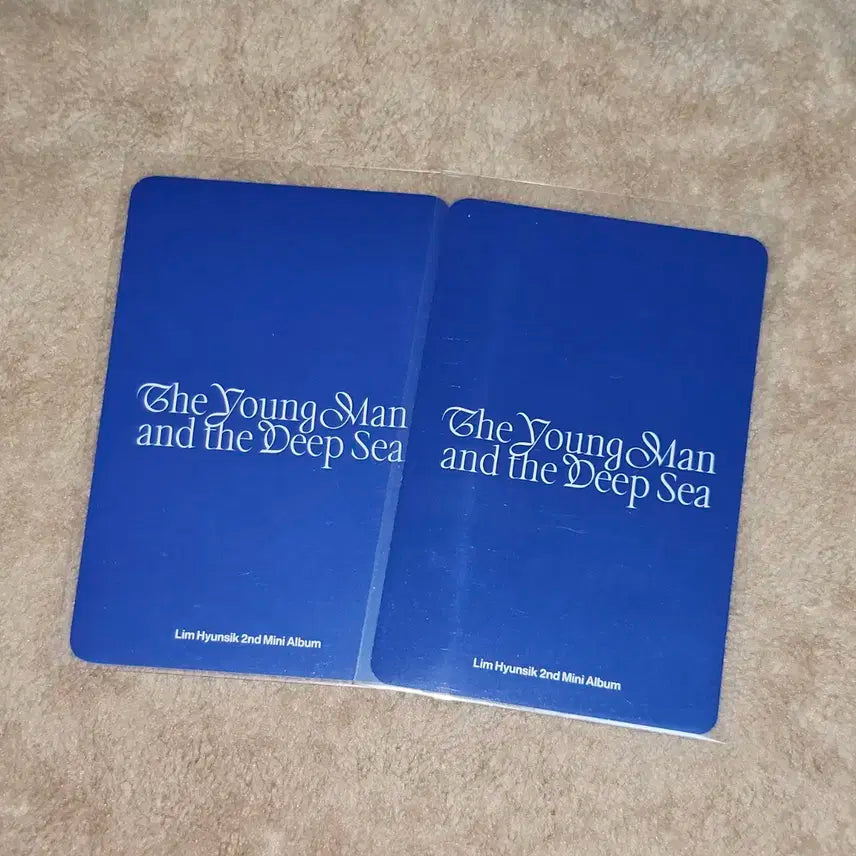 The Young Man
and the Deep Sea
Lim Hyunsik 2nd Mini Album
The Young Man
and the Deep Sea
Lim Hyunsik 2nd Mini Album